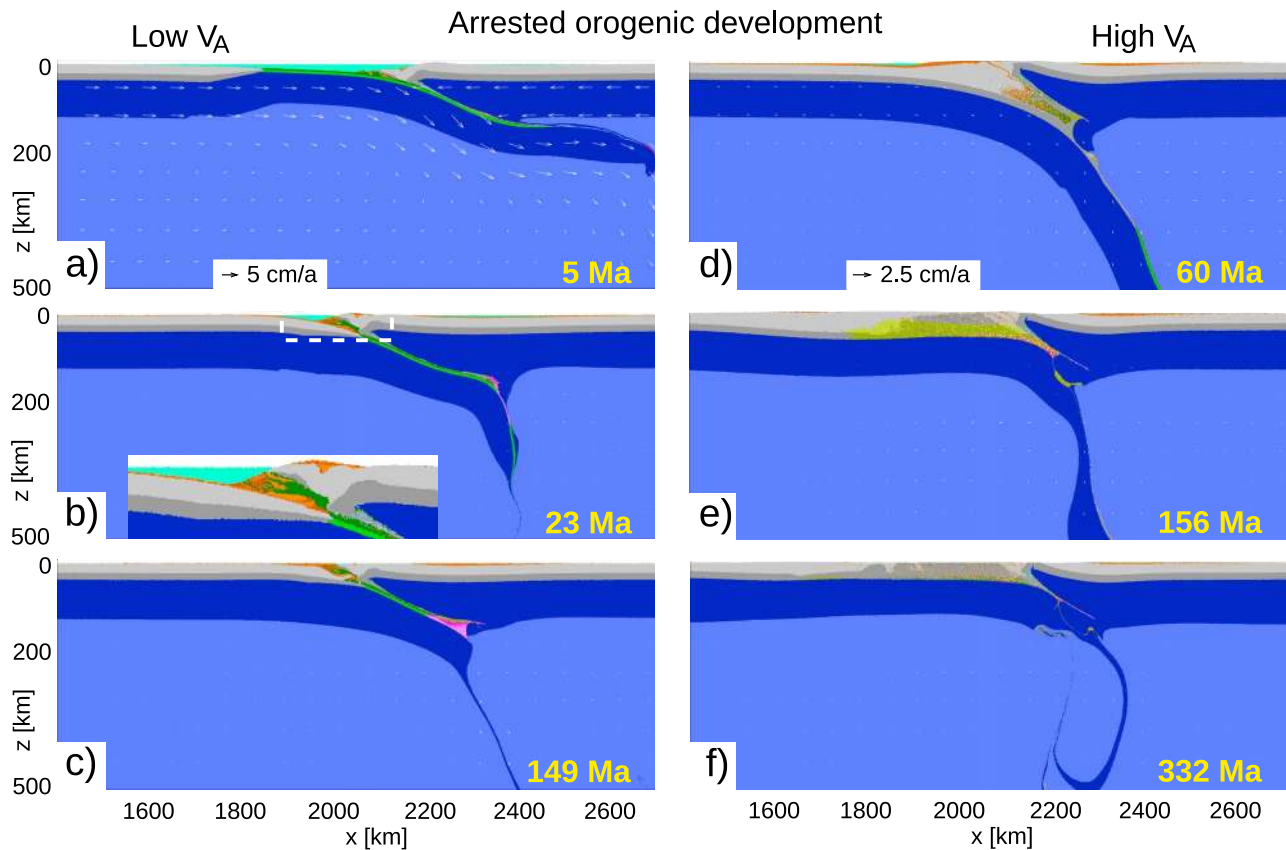 Arrested orogenic development
Low V_A
High V_A
0
200
z [km]
500
a)
→ 5 cm/a
5 Ma
d)
→ 2.5 cm/a
60 Ma
0
200
z [km]
500
b)
23 Ma
e)
156 Ma
0
200
z [km]
500
c)
149 Ma
f)
332 Ma
1600 1800 2000 2200 2400 2600
x [km]
1600 1800 2000 2200 2400 2600
x [km]